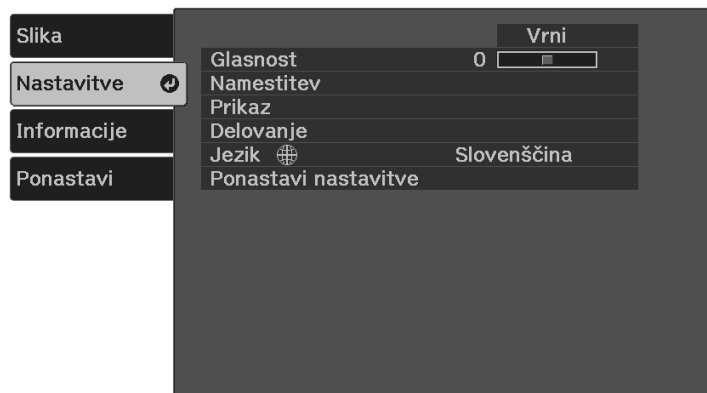 Slika
Nastavitve
Informacije
Ponastavi
Vrni
Glasnost 0
Namestitev
Prikaz
Delovanje
Jezik Slovenščina
Ponastavi nastavitve